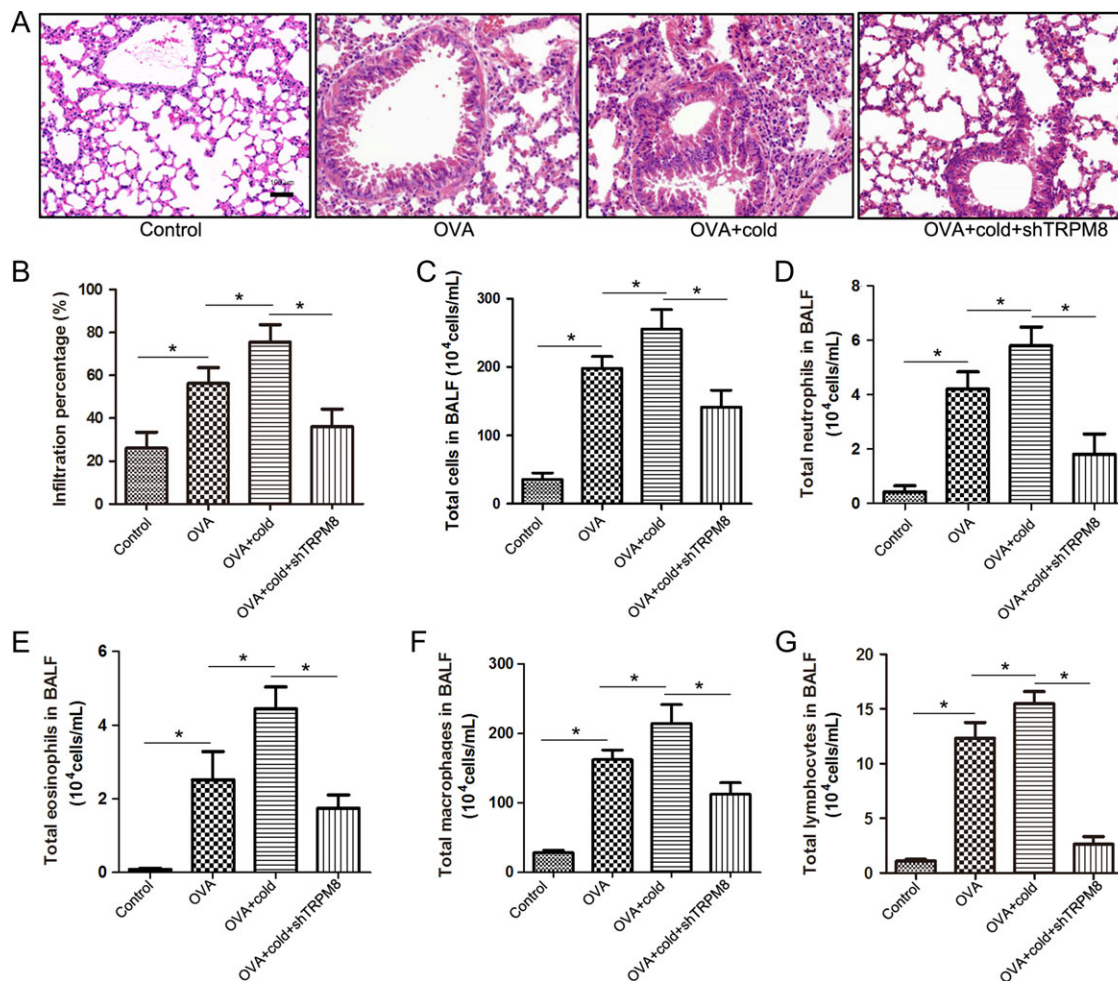 A
100μm
Control
OVA
OVA+cold
OVA+cold+shTRPM8
B
Infiltration percentage (%)
100
80
60
40
20
0
*
*
*
Control
OVA
OVA+cold
OVA+cold+shTRPM8
C
Total cells in BALF (10⁴cells/mL)
300
200
100
0
*
*
*
Control
OVA
OVA+cold
OVA+cold+shTRPM8
D
Total neutrophils in BALF
(10⁴cells/mL)
8
6
4
2
0
*
*
*
Control
OVA
OVA+cold
OVA+cold+shTRPM8
E
Total eosinophils in BALF
(10⁴cells/mL)
6
4
2
0
*
*
*
Control
OVA
OVA+cold
OVA+cold+shTRPM8
F
Total macrophages in BALF
(10⁴cells/mL)
300
200
100
0
*
*
*
Control
OVA
OVA+cold
OVA+cold+shTRPM8
G
Total lymphocytes in BALF
(10⁴cells/mL)
20
15
10
5
0
*
*
*
Control
OVA
OVA+cold
OVA+cold+shTRPM8